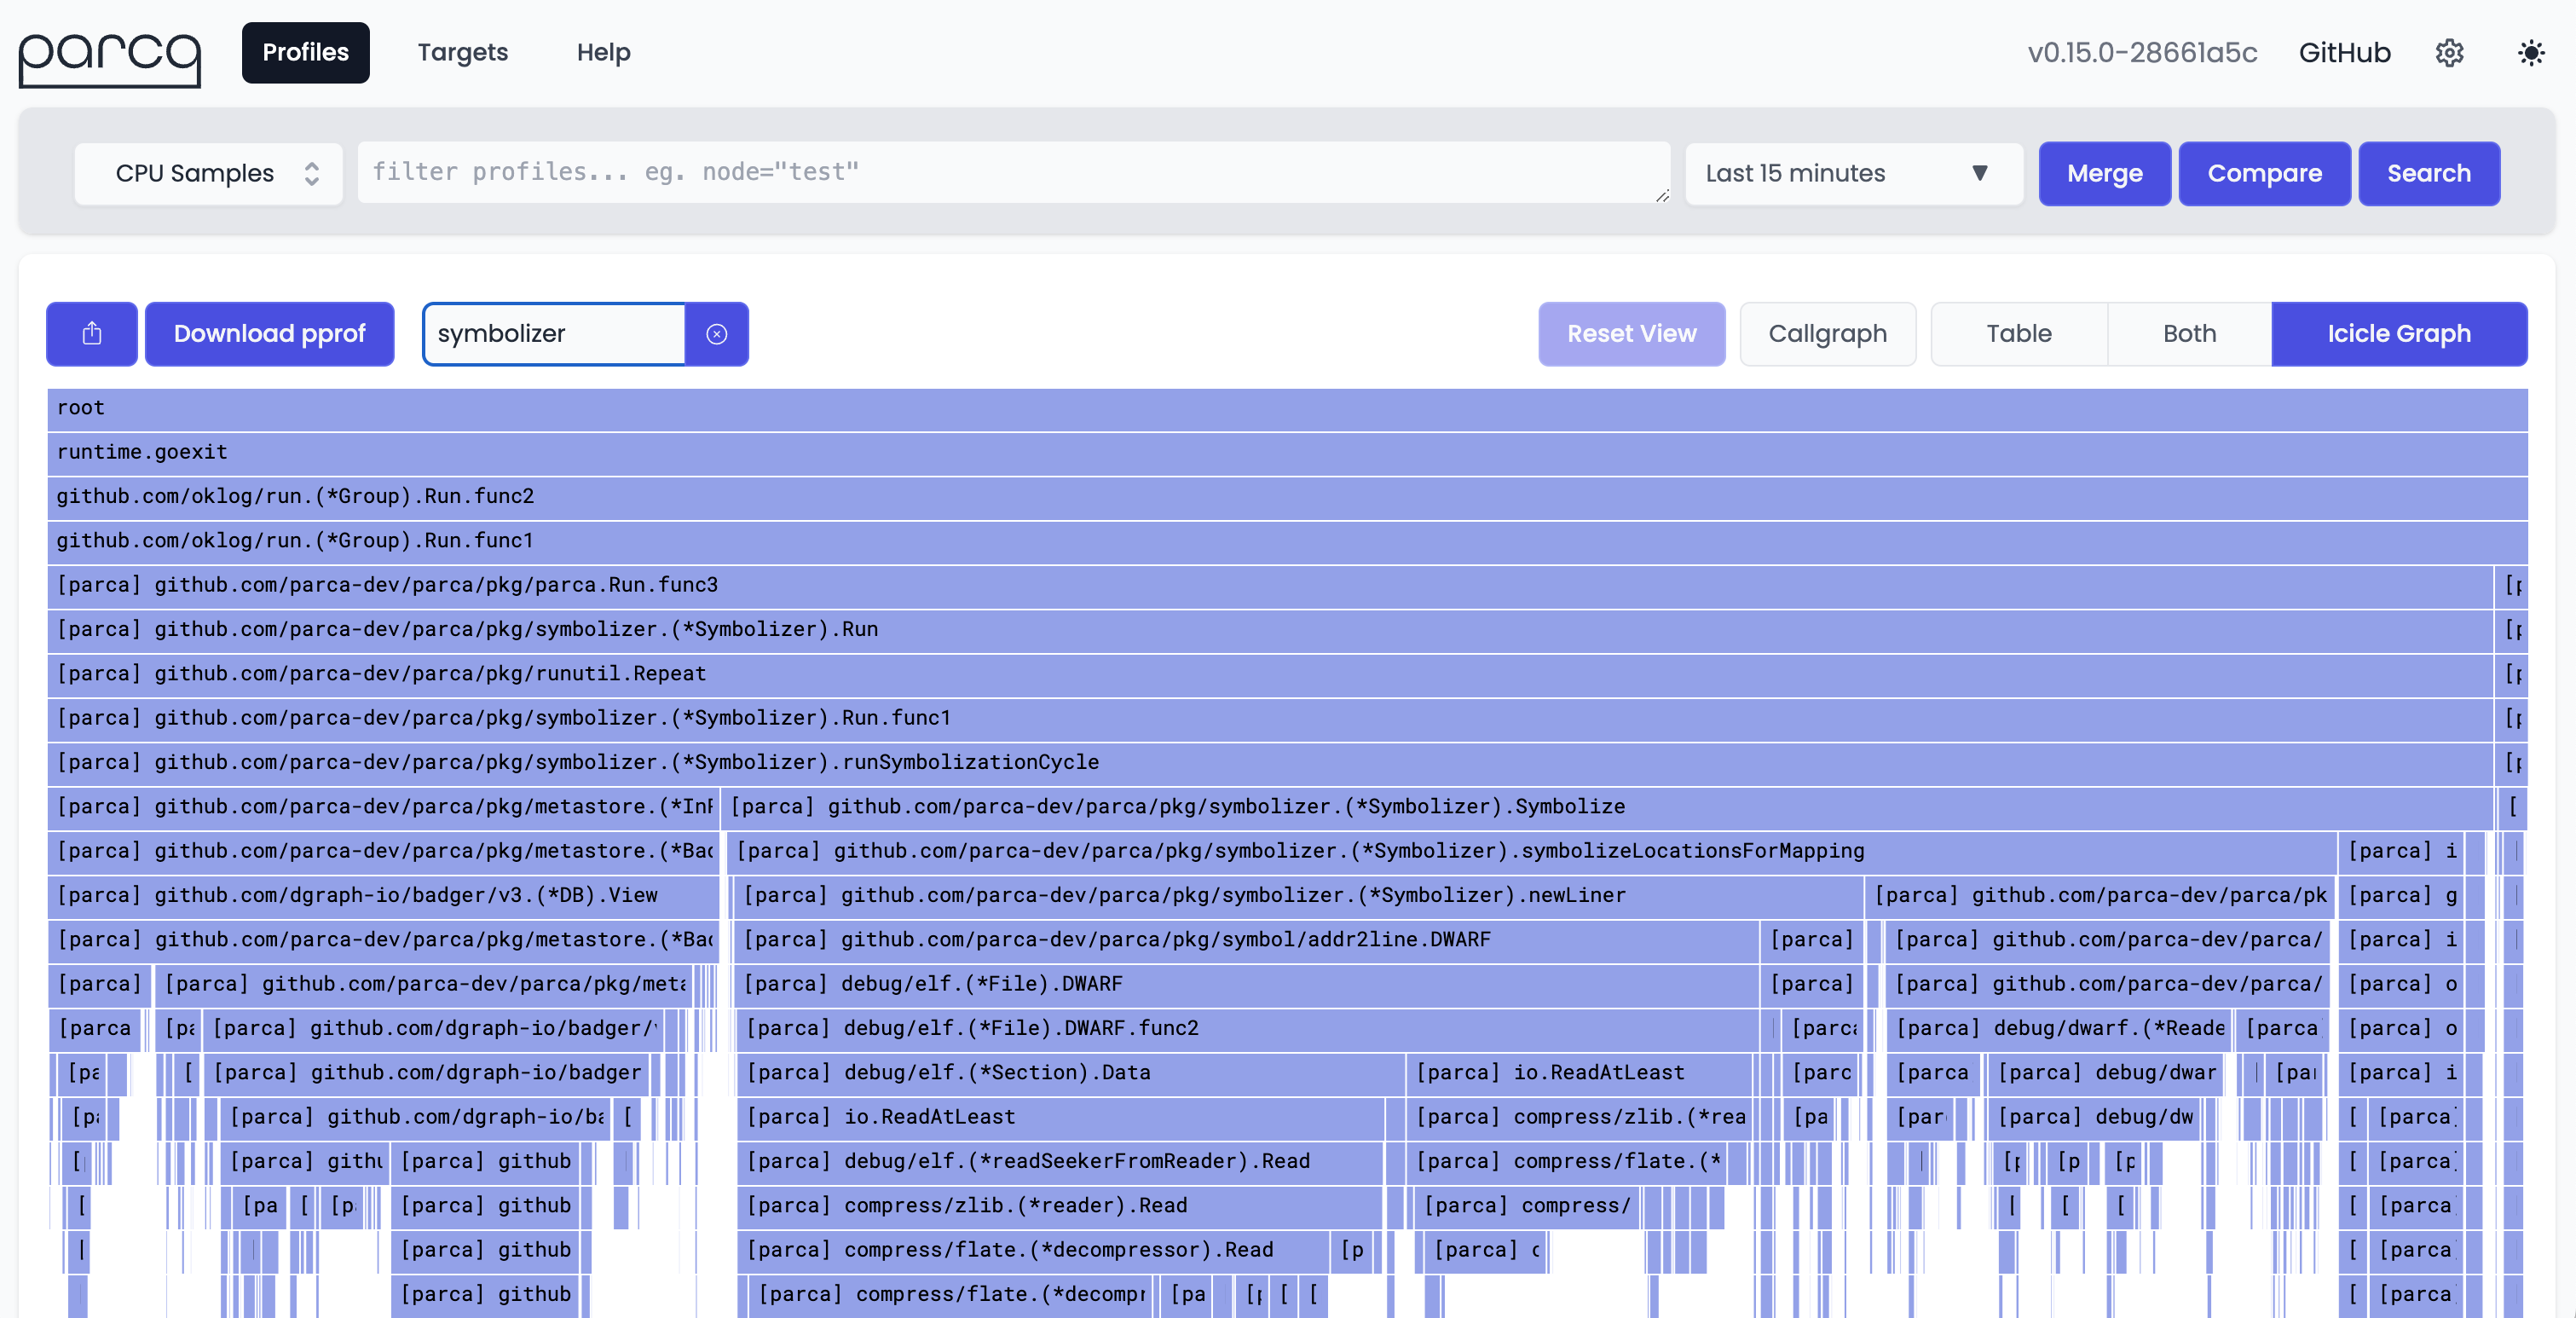 parca Profiles Targets Help v0.15.0-28661a5c GitHub
CPU Samples filter profiles... eg. node="test" Last 15 minutes Merge Compare Search
Download pprof symbolizer Reset View Callgraph Table Both Icicle Graph
root
runtime.goexit
github.com/oklog/run.(*Group).Run.func2
github.com/oklog/run.(*Group).Run.func1
[parca] github.com/parca-dev/parca/pkg/parca.Run.func3
[parca] github.com/parca-dev/parca/pkg/symbolizer.(*Symbolizer).Run
[parca] github.com/parca-dev/parca/pkg/runutil.Repeat
[parca] github.com/parca-dev/parca/pkg/symbolizer.(*Symbolizer).Run.func1
[parca] github.com/parca-dev/parca/pkg/symbolizer.(*Symbolizer).runSymbolizationCycle
[parca] github.com/parca-dev/parca/pkg/metastore.(*In [parca] github.com/parca-dev/parca/pkg/symbolizer.(*Symbolizer).Symbolize [
[parca] github.com/parca-dev/parca/pkg/metastore.(*Ba [parca] github.com/parca-dev/parca/pkg/symbolizer.(*Symbolizer).symbolizeLocationsForMapping [parca] i
[parca] github.com/dgraph-io/badger/v3.(*DB).View [parca] github.com/parca-dev/parca/pkg/symbolizer.(*Symbolizer).newLiner [parca] github.com/parca-dev/parca/pk [parca] g
[parca] github.com/parca-dev/parca/pkg/metastore.(*Ba [parca] github.com/parca-dev/parca/pkg/symbol/addr2line.DWARF [parca] [parca] github.com/parca-dev/parca/ [parca] i
[parca] [parca] github.com/parca-dev/parca/pkg/meta [parca] debug/elf.(*File).DWARF [parca] [parca] github.com/parca-dev/parca/ [parca] o
[parca [pa [parca] github.com/dgraph-io/badger/ [parca] debug/elf.(*File).DWARF.func2 [parca [parca] debug/dwarf.(*Reade [parca [parca] o
[pa [ [parca] github.com/dgraph-io/badger [parca] debug/elf.(*Section).Data [parca] io.ReadAtLeast [parc [parca [parca] debug/dwar [pa [parca] i
[pa [parca] github.com/dgraph-io/ba [ [parca] io.ReadAtLeast [parca] compress/zlib.(*rea [pa [par [parca] debug/dw [ [parca]
[ [parca] github [parca] github [parca] debug/elf.(*readSeekerFromReader).Read [parca] compress/flate.(* [p [p [p [ [parca]
[ [pa [ [p [parca] github [parca] compress/zlib.(*reader).Read [parca] compress/ [ [ [ [ [parca]
[parca] github [parca] compress/flate.(*decompressor).Read [p [parca] c [ [parca]
[parca] github [parca] compress/flate.(*decompr [pa [p [ [ [ [parca]